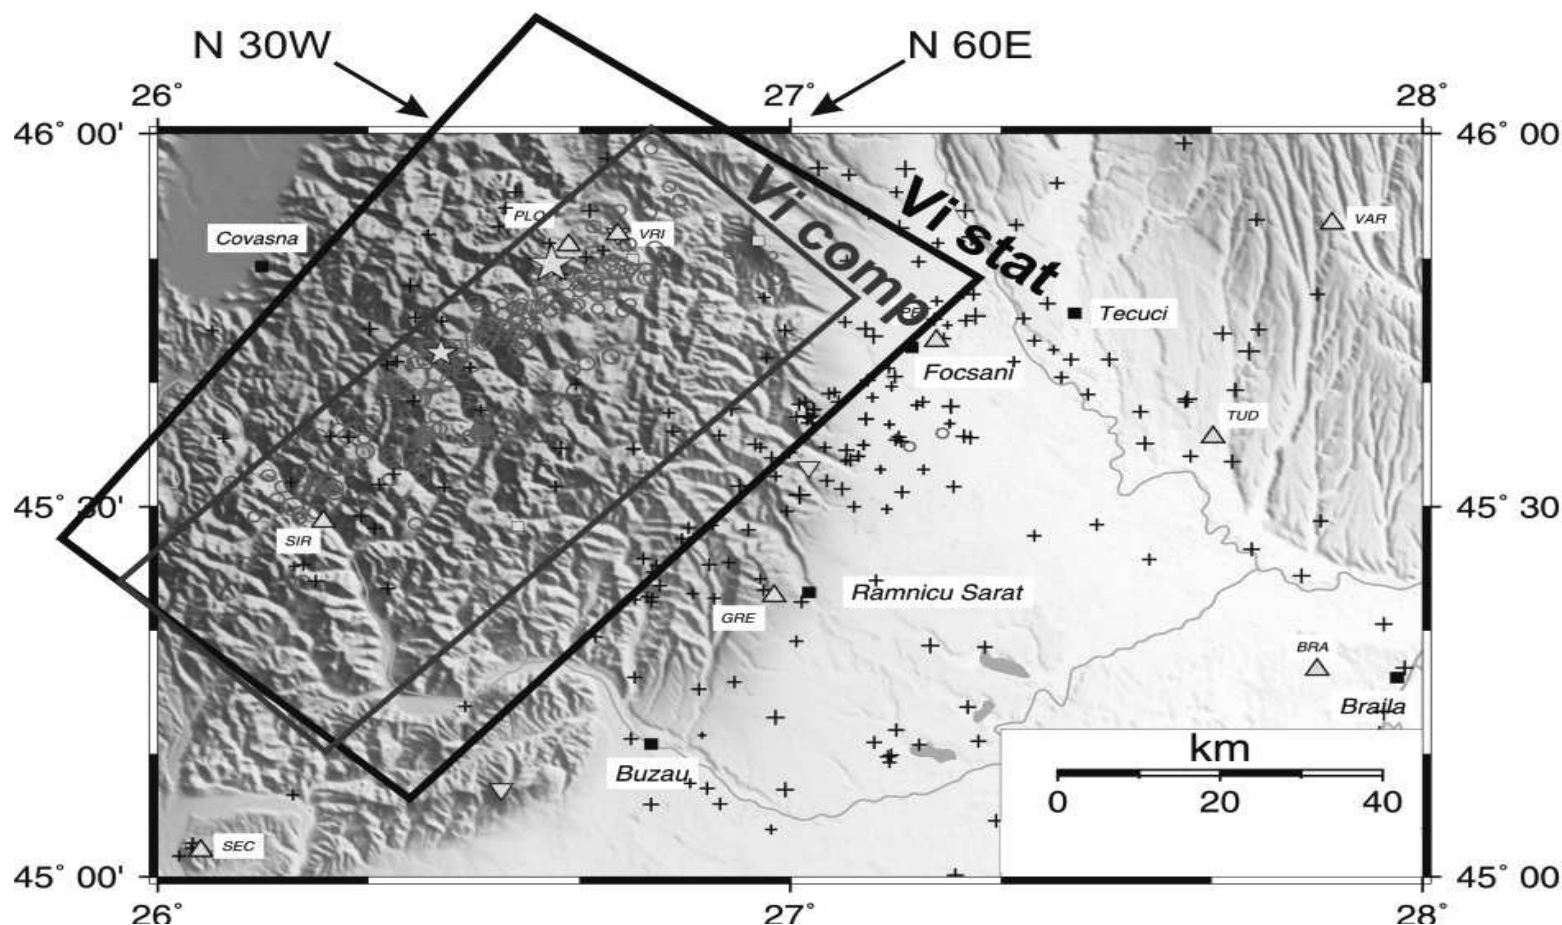 N 30W
N 60E
26°
27°
28°
46° 00'
46° 00
Vi comp
Vi stat
PLO
VRI
VAR
Covasna
Tecuci
Focsani
TUD
45° 30'
45° 30
SIR
Ramnicu Sarat
GRE
BRA
Braila
km
Buzau
0
20
40
SEC
45° 00'
45° 00
26°
27°
28°